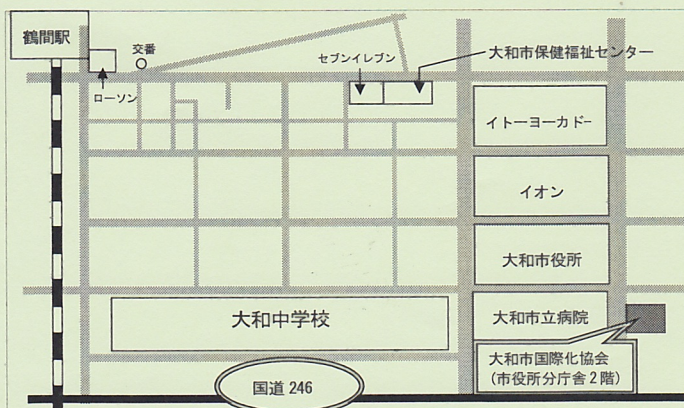 鶴間駅
交番
ローソン
セブンイレブン
大和市保健福祉センター
イトーヨーカドー
イオン
大和市役所
大和中学校
大和市立病院
大和市国際化協会
(市役所分庁舎2階)
国道 246